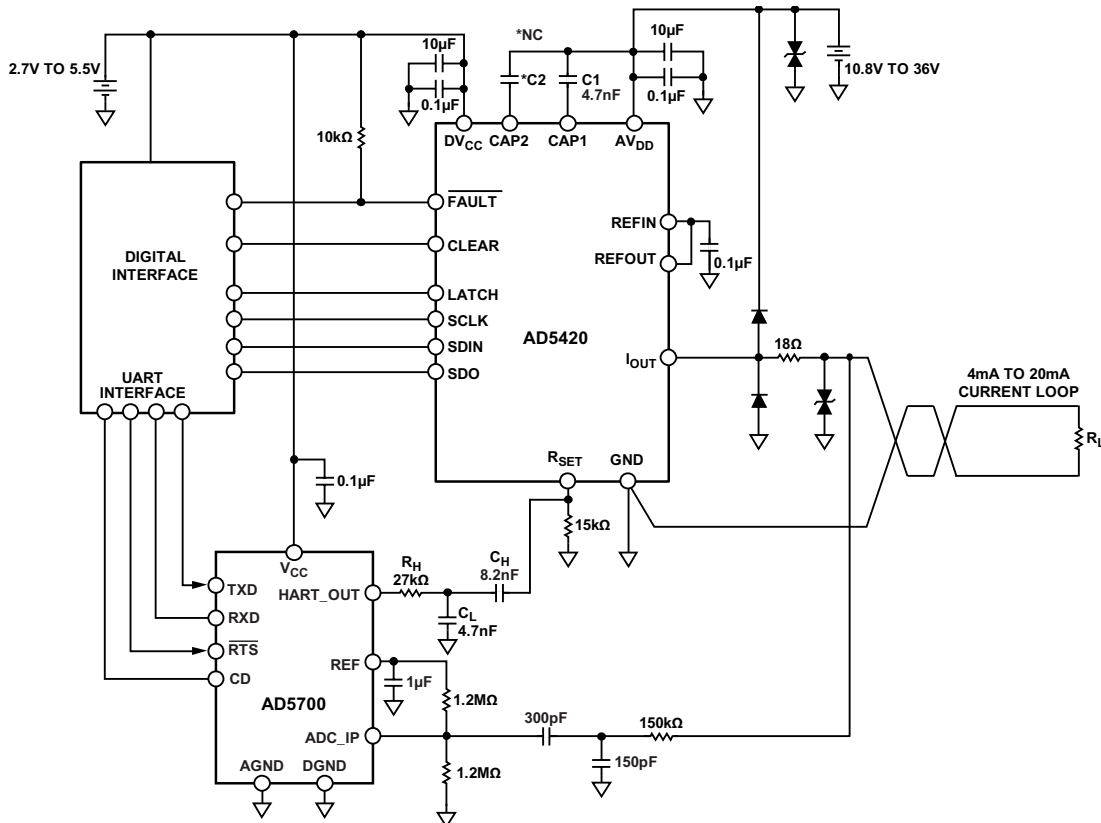 2.7V TO 5.5V
10µF
0.1µF
10kΩ
*NC
*C2
C1
4.7nF
10µF
0.1µF
10.8V TO 36V
DVCC
CAP2
CAP1
AVDD
DIGITAL
INTERFACE
UART
INTERFACE
FAULT
CLEAR
LATCH
SCLK
SDIN
SDO
AD5420
REFIN
REFOUT
0.1µF
IOUT
18Ω
4mA TO 20mA
CURRENT LOOP
RL
RSET
GND
15kΩ
0.1µF
VCC
TXD
RXD
RTS
CD
AD5700
HART_OUT
REF
ADC_IP
AGND
DGND
RH
27kΩ
CH
8.2nF
CL
4.7nF
1µF
1.2MΩ
1.2MΩ
300pF
150kΩ
150pF